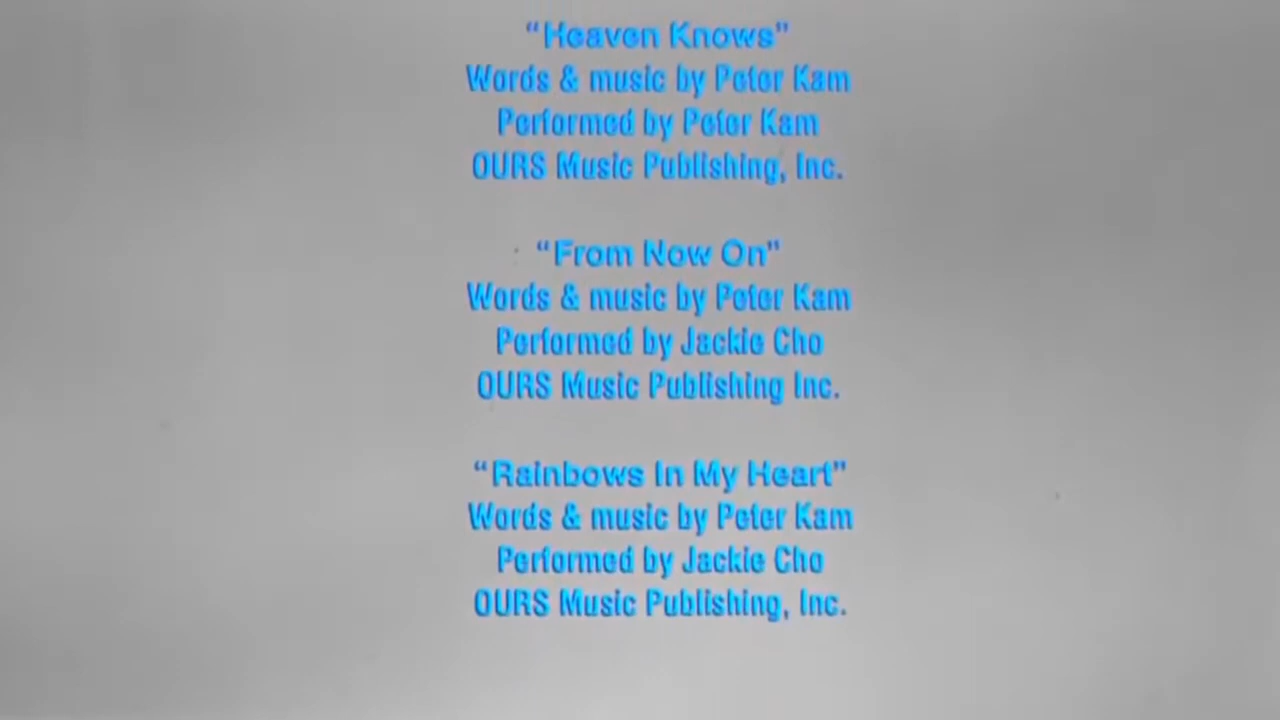 “Heaven Knows”
Words & music by Peter Kam
Performed by Peter Kam
OURS Music Publishing, Inc.
“From Now On”
Words & music by Peter Kam
Performed by Jackie Cho
OURS Music Publishing Inc.
“Rainbows In My Heart”
Words & music by Peter Kam
Performed by Jackie Cho
OURS Music Publishing, Inc.